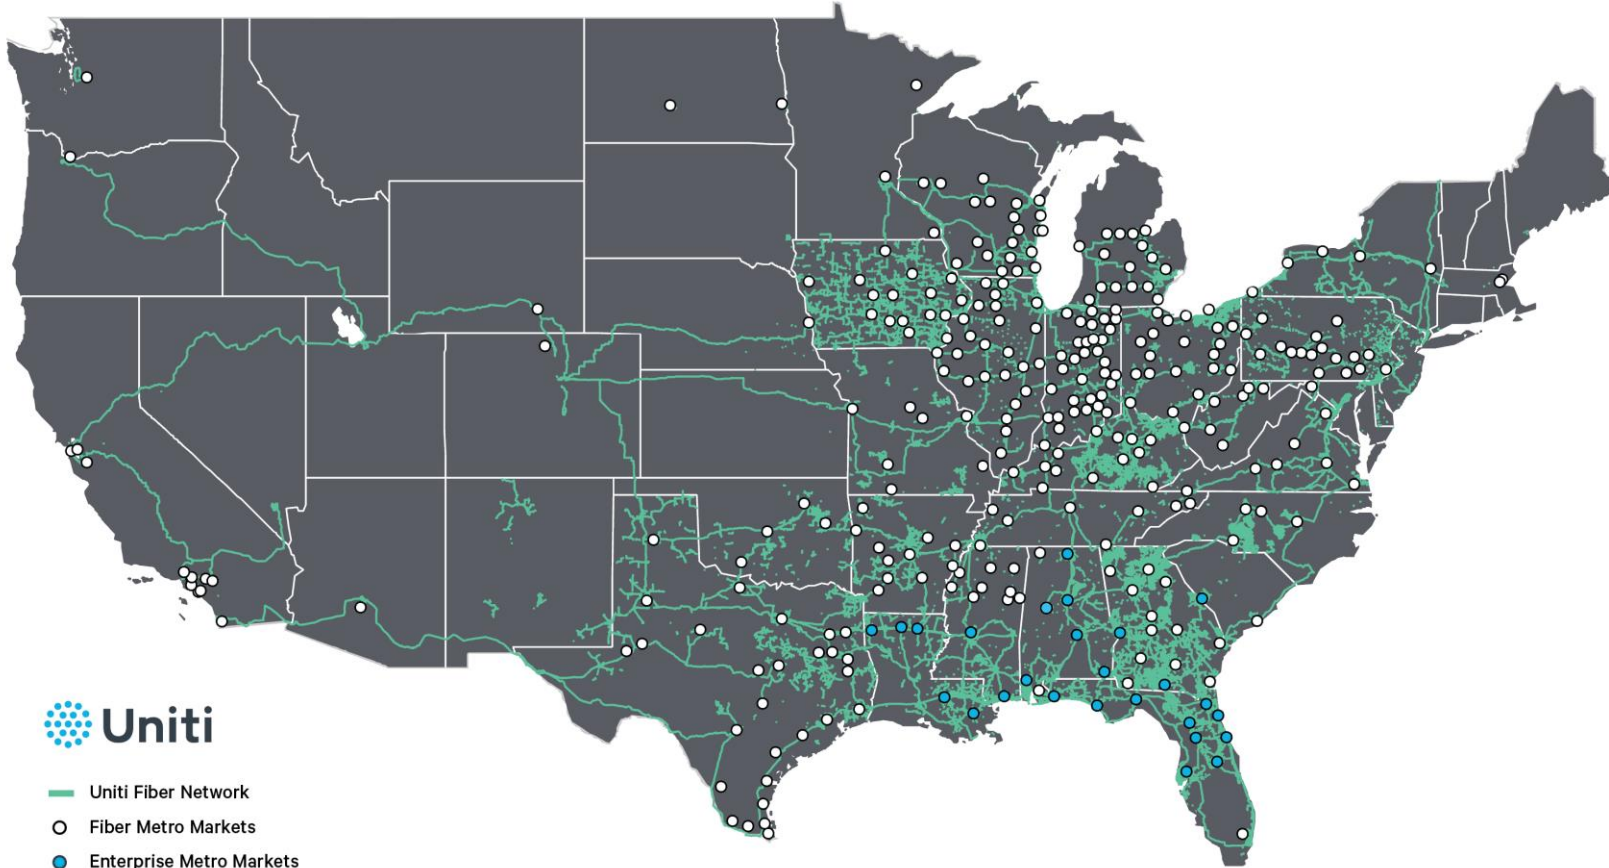 Uniti
Uniti Fiber Network
Fiber Metro Markets
Enterprise Metro Markets